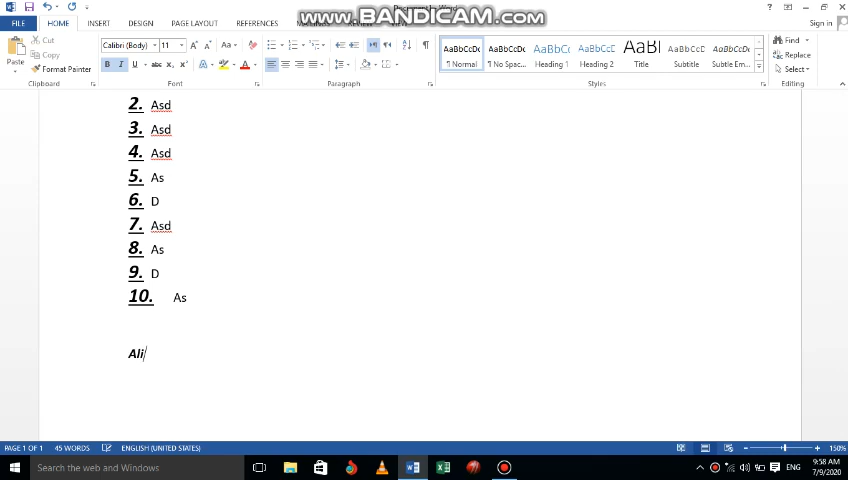 www.BANDICAM.com
Sign in
FILE HOME INSERT DESIGN PAGE LAYOUT REFERENCES
Paste
Cut
Copy
Format Painter
Clipboard
Calibri (Body) 11
Font
Paragraph
AaBbCcDc AaBbCcDc AaBbCc AaBbCcC AaBl AaBbCcD AaBbCcDc
¶ Normal ¶ No Spac... Heading 1 Heading 2 Title Subtitle Subtle Em...
Styles
Find
Replace
Select
Editing
2. Asd
3. Asd
4. Asd
5. As
6. D
7. Asd
8. As
9. D
10. As
Ali
PAGE 1 OF 1 45 WORDS ENGLISH (UNITED STATES) 150%
Search the web and Windows
ENG
9:58 AM
7/9/2020